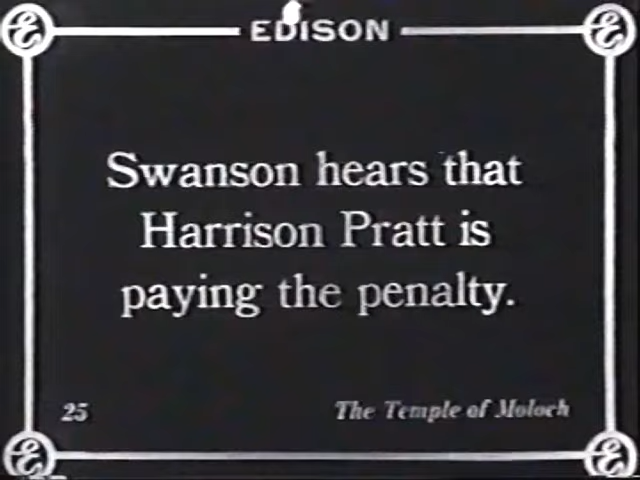 EDISON
Swanson hears that
Harrison Pratt is
paying the penalty.
25
The Temple of Moloch